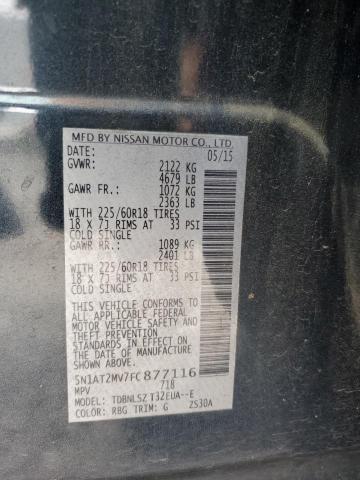 MFD BY NISSAN MOTOR CO., LTD.
DATE: 05/15
GVWR: 2122 KG
4679 LB
GAWR FR.: 1072 KG
2363 LB
WITH 225/60R18 TIRES
18 X 7J RIMS AT 33 PSI
COLD SINGLE
GAWR RR.: 1089 KG
2401 LB
WITH 225/60R18 TIRES
18 X 7J RIMS AT 33 PSI
COLD SINGLE
THIS VEHICLE CONFORMS TO
ALL APPLICABLE FEDERAL
MOTOR VEHICLE SAFETY
STANDARDS IN EFFECT ON
THE DATE OF MANUFACTURE
SHOWN ABOVE.
5N1AT2MV7FC877116
MPV 718
MODEL: TDBNLSZ T32EUA--E
COLOR: RBG TRIM: G ZS30A